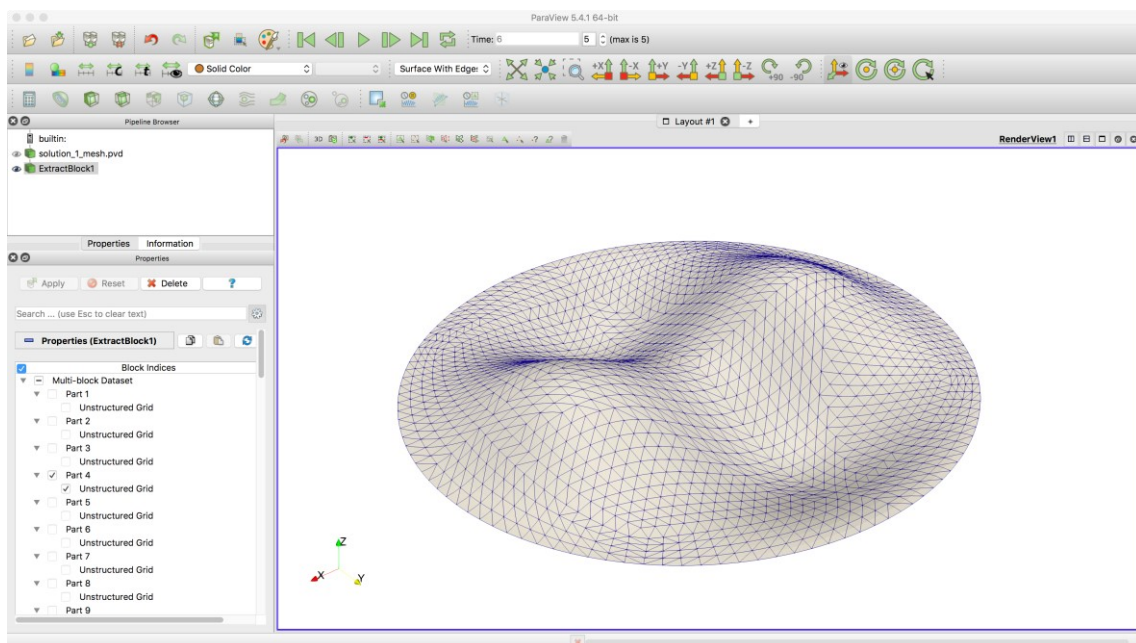 ParaView 5.4.1 64-bit
Time: 6 5 (max is 5)
Solid Color Surface With Edges +X -X +Y -Y +Z -Z +90 -90
Pipeline Browser
Layout #1 +
builtin:
solution_1_mesh.pvd
ExtractBlock1
3D
RenderView1
Properties Information
Properties
Apply Reset Delete ?
Search ... (use Esc to clear text)
Properties (ExtractBlock1)
Block Indices
Multi-block Dataset
Part 1
Unstructured Grid
Part 2
Unstructured Grid
Part 3
Unstructured Grid
Part 4
Unstructured Grid
Part 5
Unstructured Grid
Part 6
Unstructured Grid
Part 7
Unstructured Grid
Part 8
Unstructured Grid
Part 9
Z
X Y